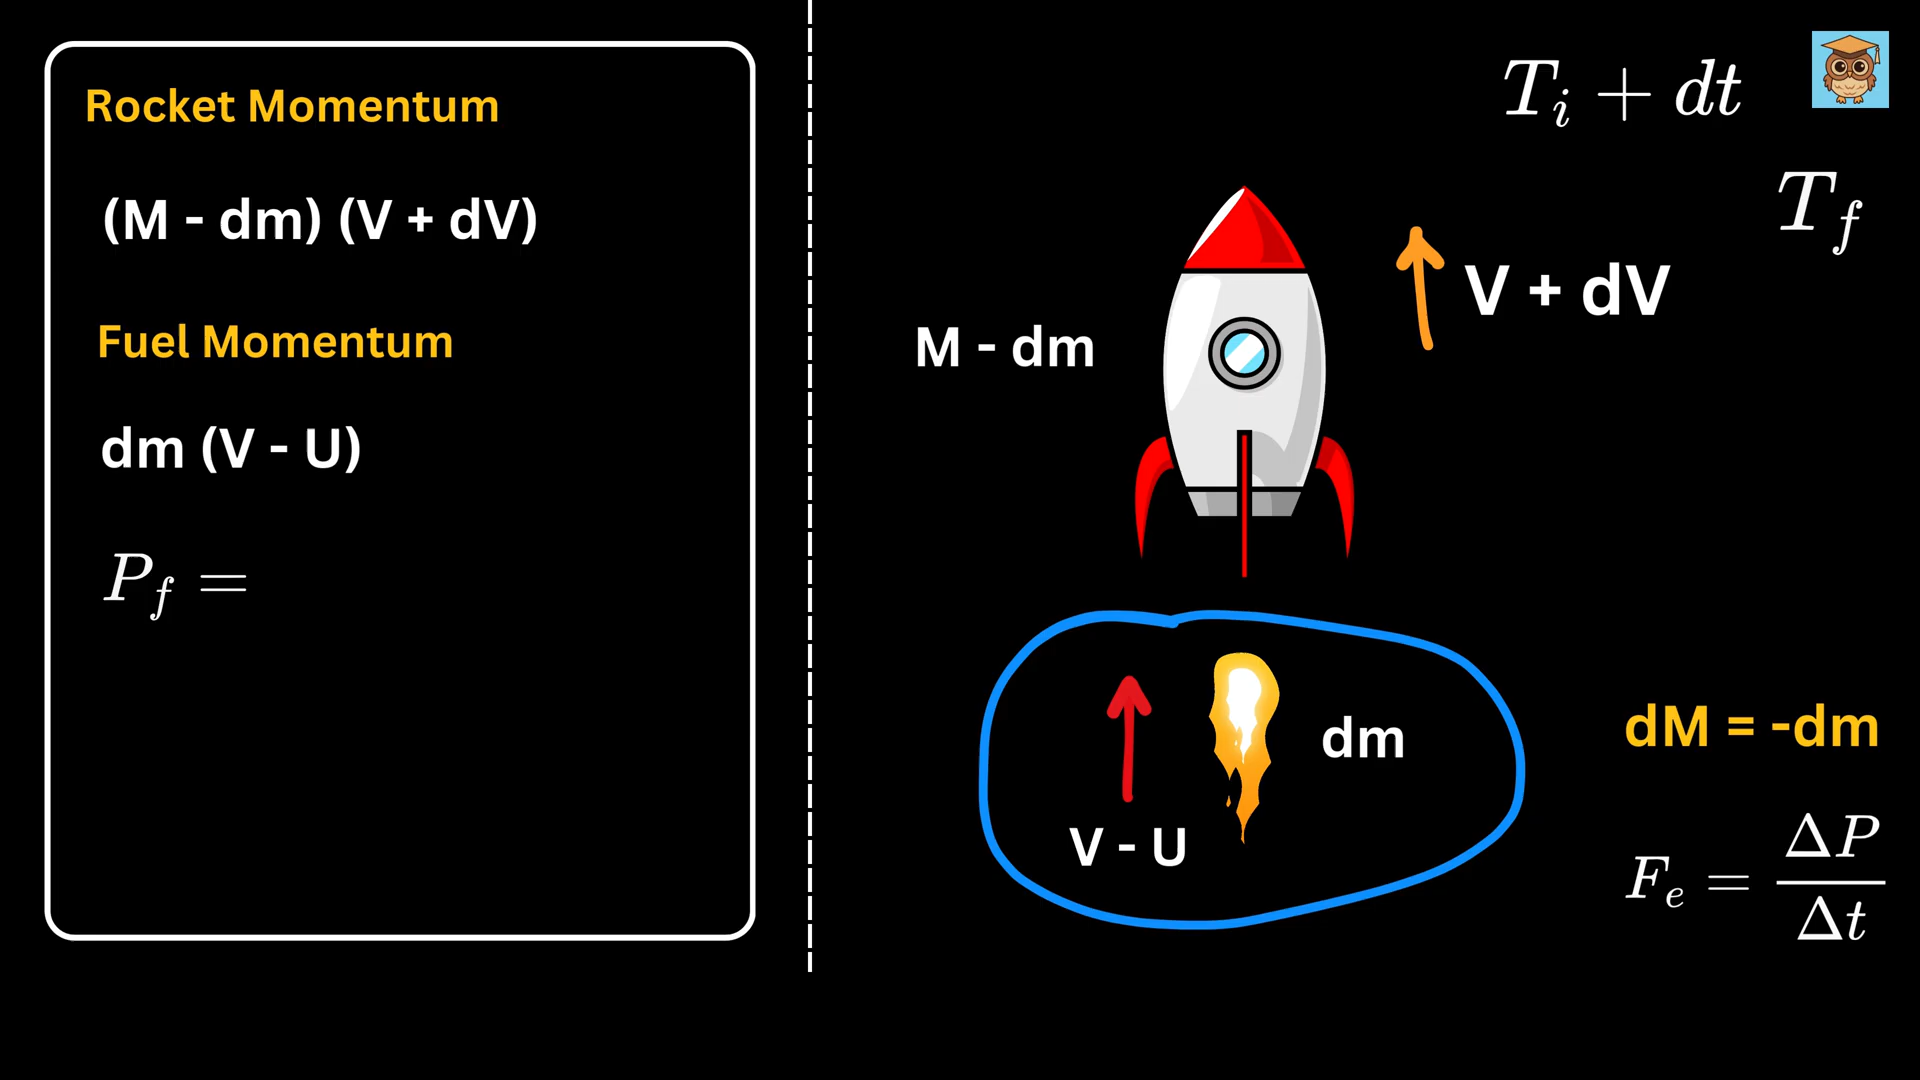 Rocket Momentum
(M - dm) (V + dV)
Fuel Momentum
dm (V - U)
P_f =
T_i + dt
T_f
V + dV
M - dm
dm
V - U
dM = -dm
F_e = ΔP/Δt